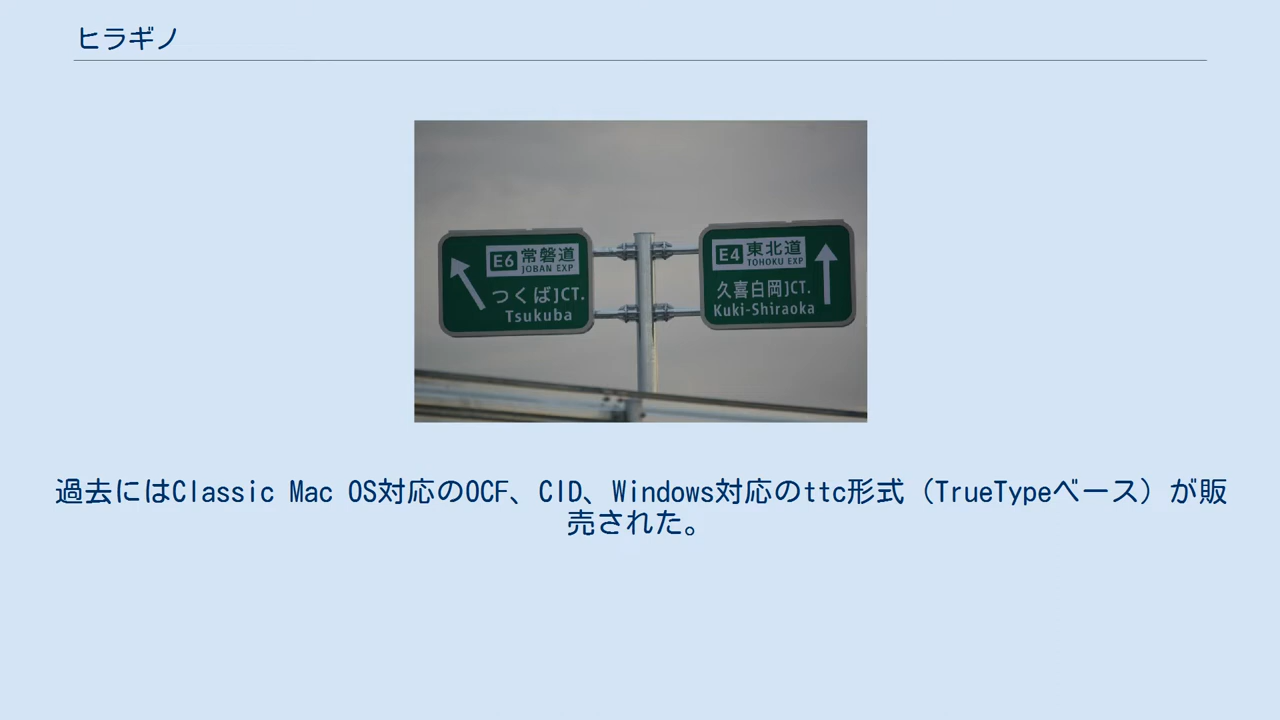 ヒラギノ
E6 常磐道
JOBAN EXP
つくばJCT.
Tsukuba
E4 東北道
TOHOKU EXP
久喜白岡JCT.
Kuki-Shiraoka
過去にはClassic Mac OS対応のOCF、CID、Windows対応のttc形式（TrueTypeベース）が販
売された。